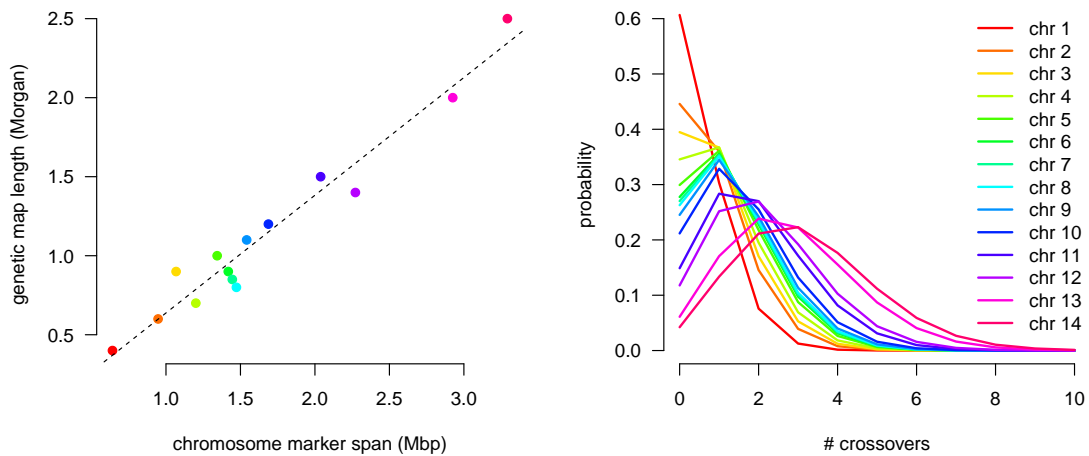 genetic map length (Morgan)
2.5
2.0
1.5
1.0
0.5
1.0 1.5 2.0 2.5 3.0
chromosome marker span (Mbp)
probability
0.6
0.5
0.4
0.3
0.2
0.1
0.0
0 2 4 6 8 10
# crossovers
chr 1
chr 2
chr 3
chr 4
chr 5
chr 6
chr 7
chr 8
chr 9
chr 10
chr 11
chr 12
chr 13
chr 14